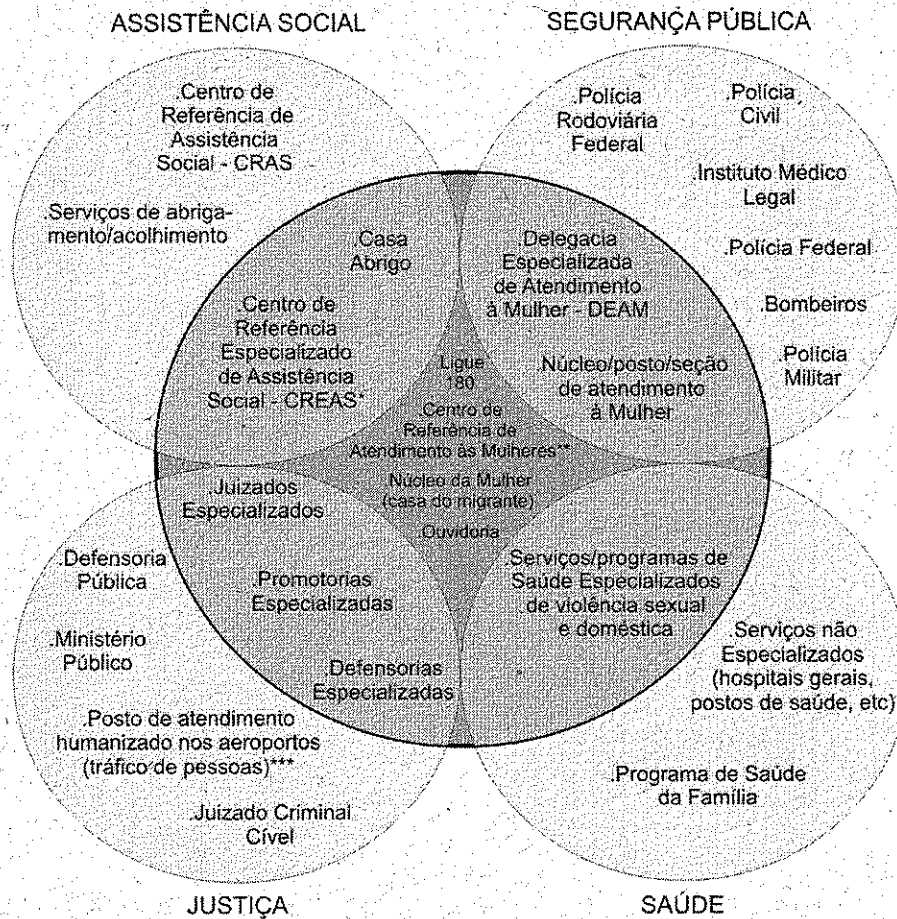 ASSISTÊNCIA SOCIAL
SEGURANÇA PÚBLICA
.Centro de
Referência de
Assistência
Social - CRAS
.Serviços de abriga-
mento/acolhimento
.Casa
Abrigo
.Centro de
Referência
Especializado
de Assistência
Social - CREAS*
.Polícia
Rodoviária
Federal
.Polícia
Civil
.Instituto Médico
Legal
.Polícia Federal
.Bombeiros
.Polícia
Militar
.Delegacia
Especializada
de Atendimento
à Mulher - DEAM
.Núcleo/posto/seção
de atendimento
à Mulher
Ligue
180
Centro de
Referência de
Atendimento às Mulheres**
Núcleo da Mulher
(casa do migrante)
Ouvidoria
.Juizados
Especializados
.Promotorias
Especializadas
.Defensorias
Especializadas
.Defensoria
Pública
.Ministério
Público
.Posto de atendimento
humanizado nos aeroportos
(tráfico de pessoas)***
.Juizado Criminal
Cível
.Serviços/programas de
Saúde Especializados
de violência sexual
e doméstica
.Serviços não
Especializados
(hospitais gerais,
postos de saúde, etc)
.Programa de Saúde
da Família
JUSTIÇA
SAÚDE